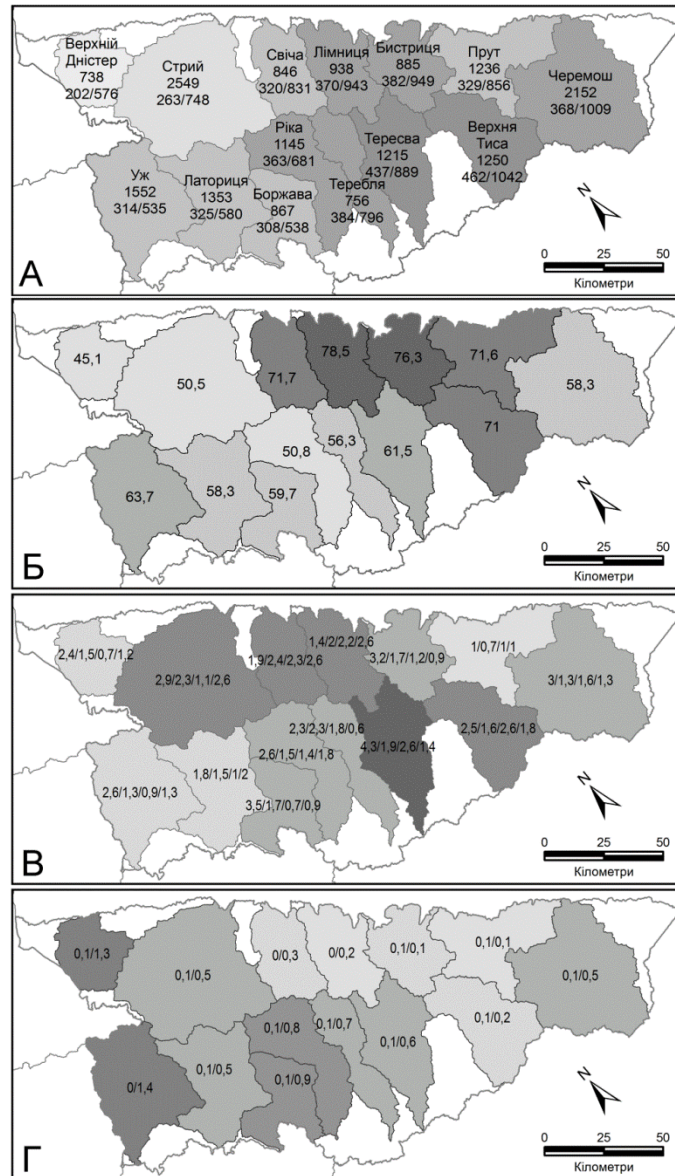 Верхній
Дністер
738
202/576
Стрий
2549
263/748
Свіча
846
320/831
Лімниця
938
370/943
Бистриця
885
382/949
Прут
1236
329/856
Черемош
2152
368/1009
Уж
1552
314/535
Латориця
1353
325/580
Ріка
1145
363/681
Боржава
867
308/538
Теребля
756
384/796
Тересва
1215
437/889
Верхня
Тиса
1250
462/1042
N
0 25 50
Кілометри
А
45,1
50,5
71,7
78,5
76,3
71,6
58,3
63,7
58,3
50,8
59,7
56,3
61,5
71
N
0 25 50
Кілометри
Б
2,4/1,5/0,7/1,2
2,9/2,3/1,1/2,6
1,9/2,4/2,3/2,6
1,4/2/2,2/2,6
3,2/1,7/1,2/0,9
1/0,7/1/1
3/1,3/1,6/1,3
2,6/1,3/0,9/1,3
1,8/1,5/1/2
2,3/2,3/1,8/0,6
2,6/1,5/1,4/1,8
3,5/1,7/0,7/0,9
4,3/1,9/2,6/1,4
2,5/1,6/2,6/1,8
N
0 25 50
Кілометри
В
0,1/1,3
0,1/0,5
0/0,3
0/0,2
0,1/0,1
0,1/0,1
0,1/0,5
0/1,4
0,1/0,5
0,1/0,8
0,1/0,9
0,1/0,7
0,1/0,6
0,1/0,2
N
0 25 50
Кілометри
Г